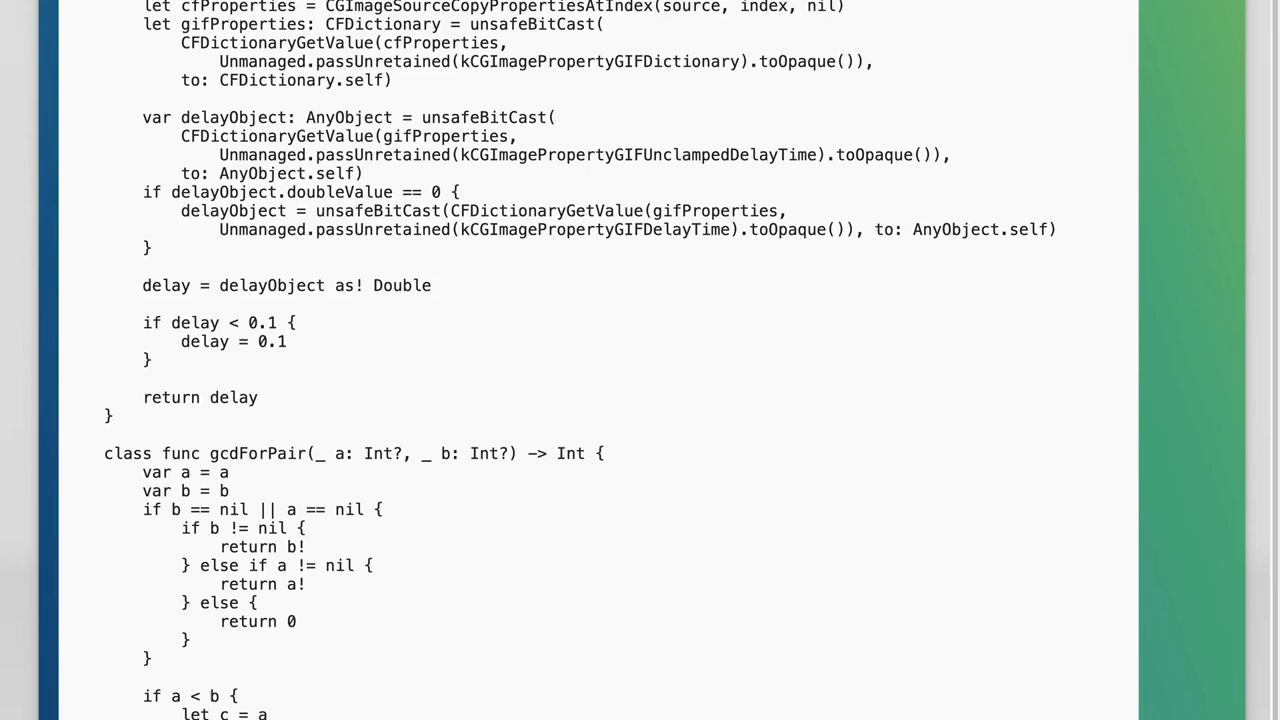 let cfProperties = CGImageSourceCopyPropertiesAtIndex(source, index, nil)
let gifProperties: CFDictionary = unsafeBitCast(
CFDictionaryGetValue(cfProperties,
Unmanaged.passUnretained(kCGImagePropertyGIFDictionary).toOpaque()),
to: CFDictionary.self)
var delayObject: AnyObject = unsafeBitCast(
CFDictionaryGetValue(gifProperties,
Unmanaged.passUnretained(kCGImagePropertyGIFUnclampedDelayTime).toOpaque()),
to: AnyObject.self)
if delayObject.doubleValue == 0 {
delayObject = unsafeBitCast(CFDictionaryGetValue(gifProperties,
Unmanaged.passUnretained(kCGImagePropertyGIFDelayTime).toOpaque()), to: AnyObject.self)
}
delay = delayObject as! Double
if delay < 0.1 {
delay = 0.1
}
return delay
}
class func gcdForPair(_ a: Int?, _ b: Int?) -> Int {
var a = a
var b = b
if b == nil || a == nil {
if b != nil {
return b!
} else if a != nil {
return a!
} else {
return 0
}
}
if a < b {
let c = a